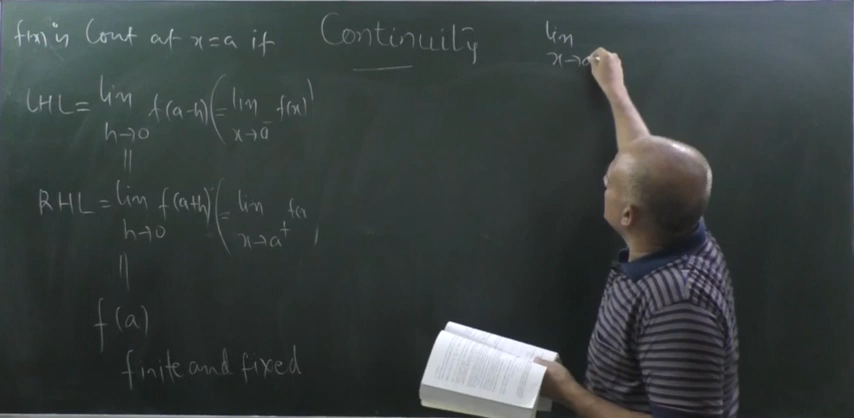 f(x) is Cont at x=a if
Continuity
LHL = lim f(a-h) (= lim f(x))
h→0 x→a⁻
||
RHL = lim f(a+h) (= lim f(x
h→0 x→a⁺ )
||
f(a)
finite and fixed
lim
x→a